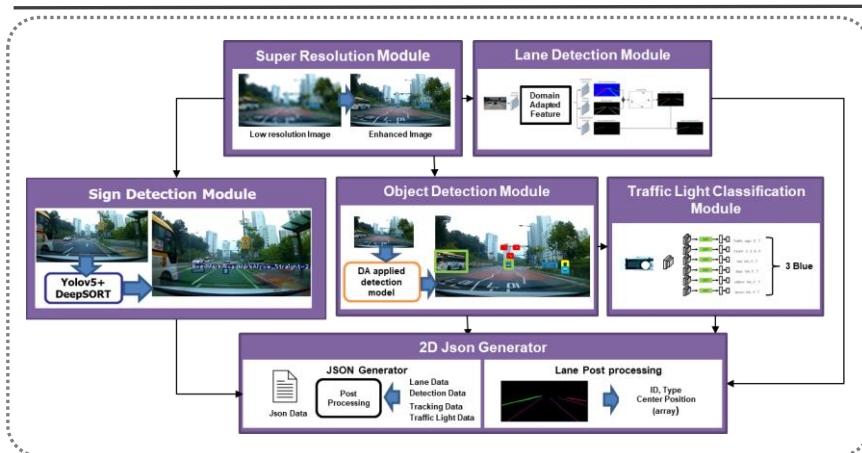 Super Resolution Module
Low resolution Image
Enhanced Image
Lane Detection Module
Domain
Adapted
Feature
Sign Detection Module
Yolov5+
DeepSORT
Object Detection Module
DA applied
detection
model
Traffic Light Classification
Module
3 Blue
2D Json Generator
JSON Generator
Json Data
Post
Processing
Lane Data
Detection Data
Tracking Data
Traffic Light Data
Lane Post processing
ID, Type
Center Position
(array)